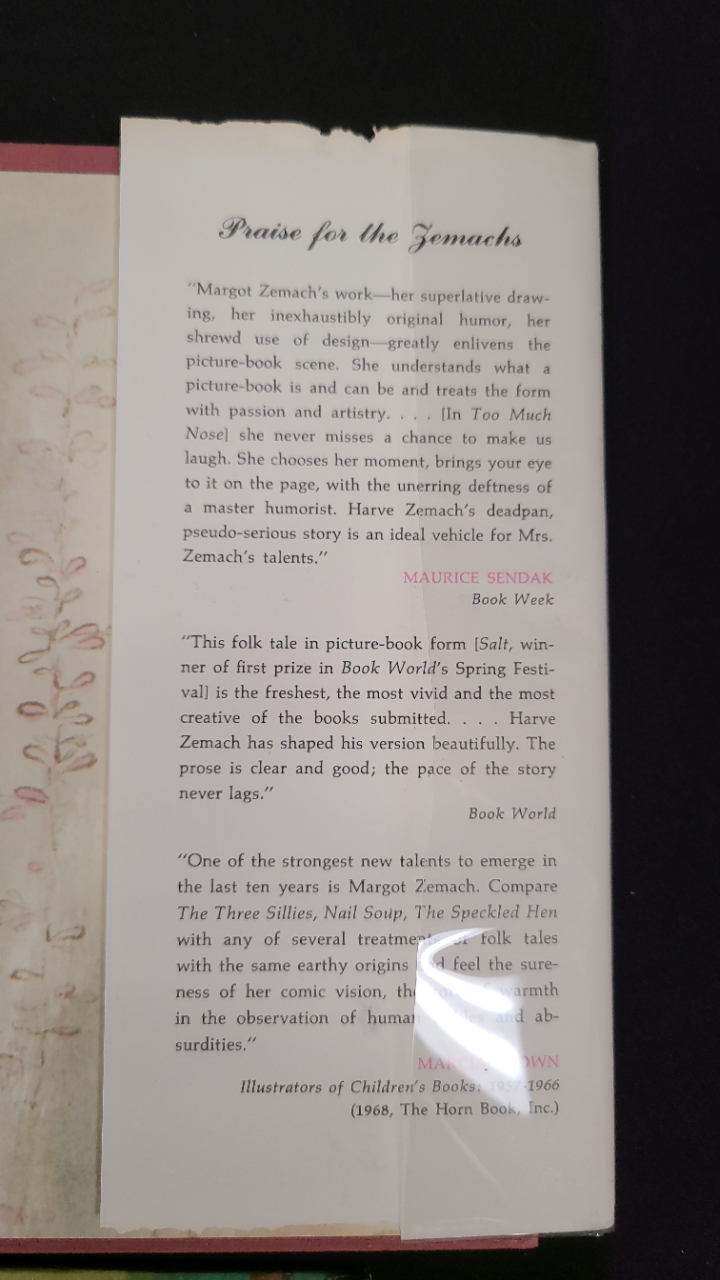 Praise for the Zemachs
"Margot Zemach's work—her superlative draw-
ing, her inexhaustibly original humor, her
shrewd use of design—greatly enlivens the
picture-book scene. She understands what a
picture-book is and can be and treats the form
with passion and artistry. . . . [In Too Much
Nose] she never misses a chance to make us
laugh. She chooses her moment, brings your eye
to it on the page, with the unerring deftness of
a master humorist. Harve Zemach's deadpan,
pseudo-serious story is an ideal vehicle for Mrs.
Zemach's talents."
MAURICE SENDAK
Book Week
"This folk tale in picture-book form [Salt, win-
ner of first prize in Book World's Spring Festi-
val] is the freshest, the most vivid and the most
creative of the books submitted. . . . Harve
Zemach has shaped his version beautifully. The
prose is clear and good; the pace of the story
never lags."
Book World
"One of the strongest new talents to emerge in
the last ten years is Margot Zemach. Compare
The Three Sillies, Nail Soup, The Speckled Hen
with any of several treatments of folk tales
with the same earthy origins and feel the sure-
ness of her comic vision, the warmth
in the observation of human and ab-
surdities."
Illustrators of Children's Books: 1957-1966
(1968, The Horn Book, Inc.)